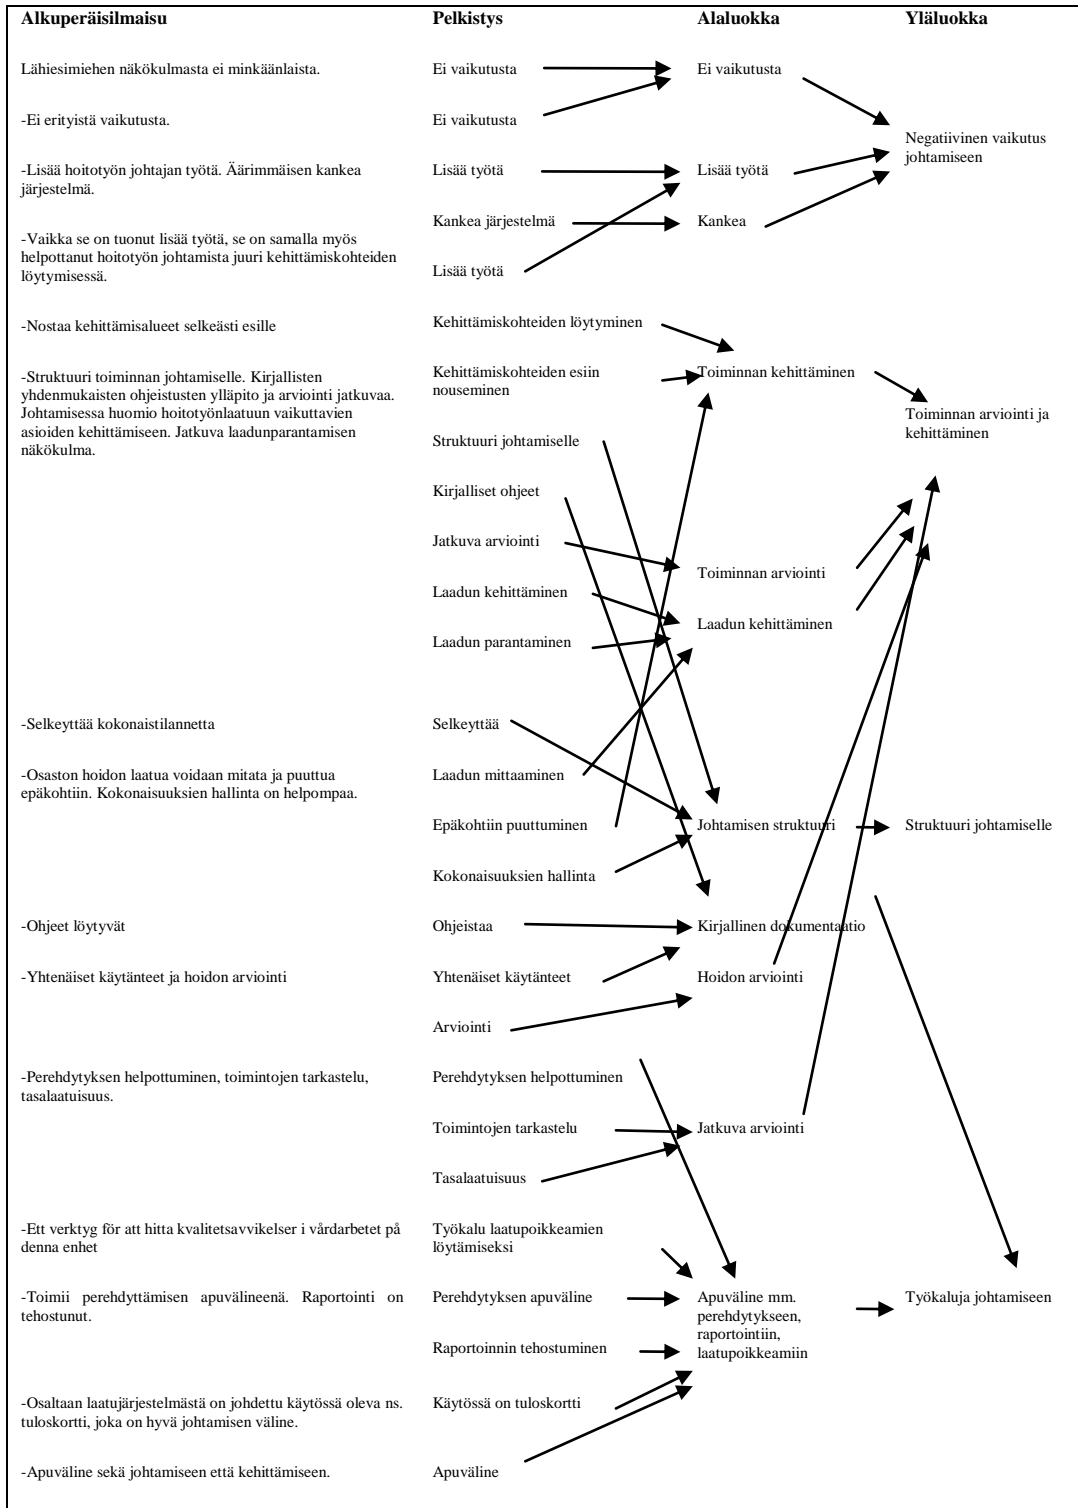 Alkuperäisilmaisu Pelkistys Alaluokka Yläluokka
Lähiesimiehen näkökulmasta ei minkäänlaista. Ei vaikutusta Ei vaikutusta
-Ei erityistä vaikutusta. Ei vaikutusta
Negatiivinen vaikutus
johtamiseen
-Lisää hoitotyön johtajan työtä. Äärimmäisen kankea Lisää työtä Lisää työtä
järjestelmä.
Kankea järjestelmä Kankea
-Vaikka se on tuonut lisää työtä, se on samalla myös
helpottanut hoitotyön johtamista juuri kehittämiskohteiden
löytymisessä.
Lisää työtä
-Nostaa kehittämisalueet selkeästi esille Kehittämiskohteiden löytyminen
-Struktuuri toiminnan johtamiselle. Kirjallisten Kehittämiskohteiden esiin Toiminnan kehittäminen
yhdenmukaisten ohjeistusten ylläpito ja arviointi jatkuvaa. nouseminen
Johtamisessa huomio hoitotyönlaatuun vaikuttavien
asioiden kehittämiseen. Jatkuva laadunparantamisen
näkökulma.
Toiminnan arviointi ja
kehittäminen
Struktuuri johtamiselle
Kirjalliset ohjeet
Jatkuva arviointi
Toiminnan arviointi
Laadun kehittäminen
Laadun kehittäminen
Laadun parantaminen
-Selkeyttää kokonaistilannetta Selkeyttää
-Osaston hoidon laatua voidaan mitata ja puuttua Laadun mittaaminen
epäkohtiin. Kokonaisuuksien hallinta on helpompaa.
Epäkohtiin puuttuminen Johtamisen struktuuri Struktuuri johtamiselle
Kokonaisuuksien hallinta
-Ohjeet löytyvät Ohjeistaa Kirjallinen dokumentaatio
-Yhtenäiset käytänteet ja hoidon arviointi Yhtenäiset käytänteet Hoidon arviointi
Arviointi
-Perehdytyksen helpottuminen, toimintojen tarkastelu, Perehdytyksen helpottuminen
tasalaatuisuus.
Toimintojen tarkastelu Jatkuva arviointi
Tasalaatuisuus
-Ett verktyg för att hitta kvalitetsavvikelser i vårdarbetet på Työkalu laatupoikkeamien
denna enhet löytämiseksi
-Toimii perehdyttämisen apuvälineenä. Raportointi on Perehdytyksen apuväline Apuväline mm. Työkaluja johtamiseen
tehostunut. perehdytykseen,
raportointiin,
laatupoikkeamiin
Raportoinnin tehostuminen
-Osaltaan laatujärjestelmästä on johdettu käytössä oleva ns. Käytössä on tuloskortti
tuloskortti, joka on hyvä johtamisen väline.
-Apuväline sekä johtamiseen että kehittämiseen. Apuväline